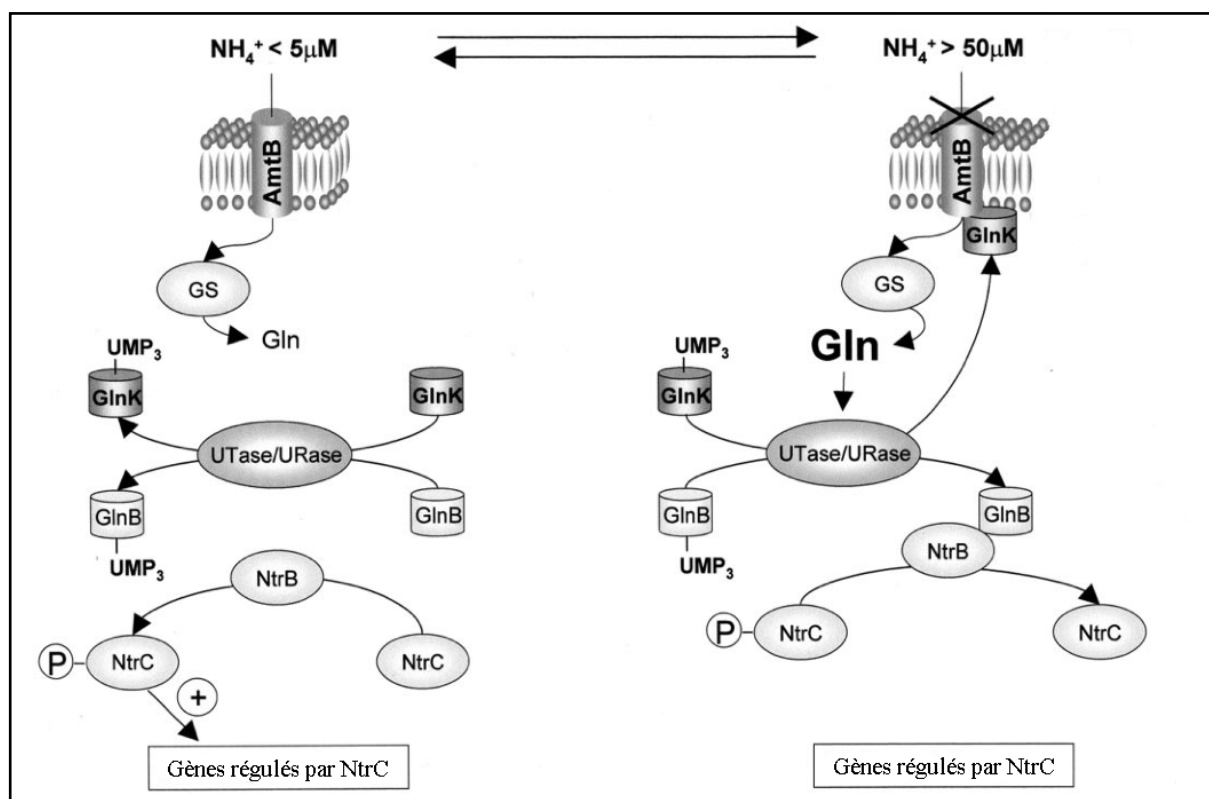 NH₄⁺ < 5µM
AmtB
GS
Gln
UMP₃
GlnK
GlnK
UTase/URase
GlnB
GlnB
UMP₃
NtrB
P
NtrC
NtrC
+
Gènes régulés par NtrC
NH₄⁺ > 50µM
AmtB
GlnK
GS
Gln
UMP₃
GlnK
UTase/URase
GlnB
GlnB
UMP₃
NtrB
P
NtrC
NtrC
Gènes régulés par NtrC